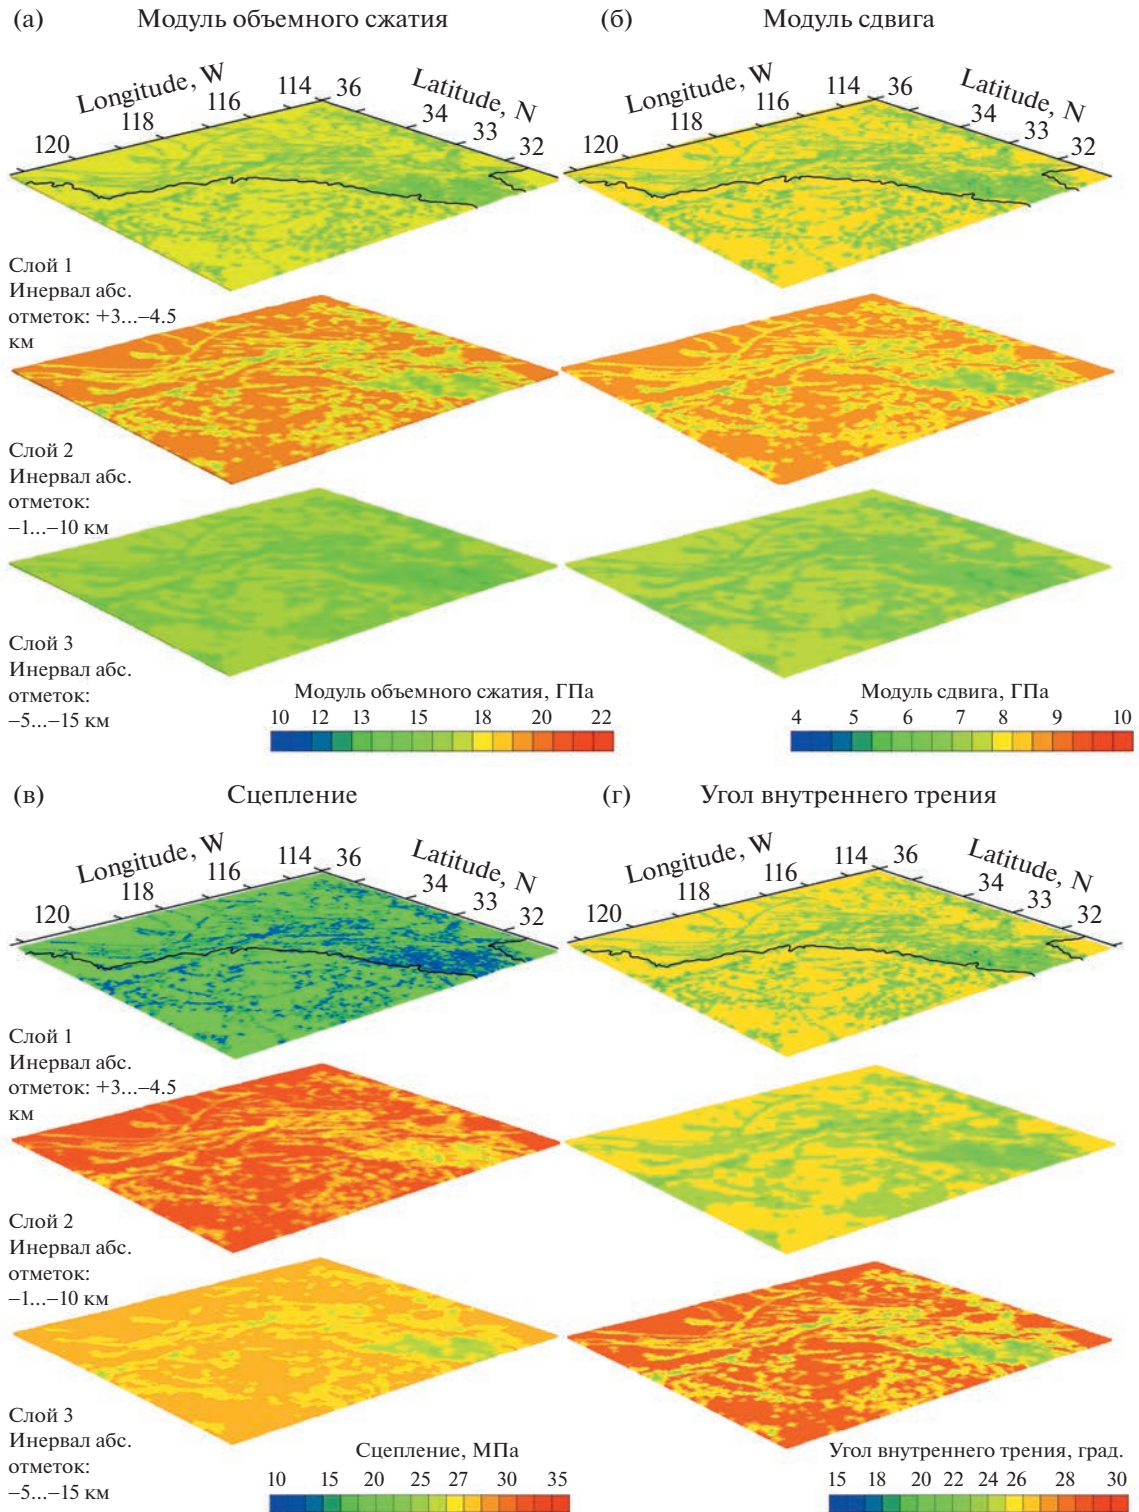 (а) Модуль объемного сжатия
(б) Модуль сдвига
Longitude, W
Latitude, N
120 118 116 114 36 34 33 32
Longitude, W
Latitude, N
120 118 116 114 36 34 33 32
Слой 1
Инервал абс.
отметок: +3...−4.5
км
Слой 2
Инервал абс.
отметок:
−1...−10 км
Слой 3
Инервал абс.
отметок:
−5...−15 км
Модуль объемного сжатия, ГПа
10 12 13 15 18 20 22
Модуль сдвига, ГПа
4 5 6 7 8 9 10
(в) Сцепление
(г) Угол внутреннего трения
Longitude, W
Latitude, N
120 118 116 114 36 34 33 32
Longitude, W
Latitude, N
120 118 116 114 36 34 33 32
Слой 1
Инервал абс.
отметок: +3...−4.5
км
Слой 2
Инервал абс.
отметок:
−1...−10 км
Слой 3
Инервал абс.
отметок:
−5...−15 км
Сцепление, МПа
10 15 20 25 27 30 35
Угол внутреннего трения, град.
15 18 20 22 24 26 28 30